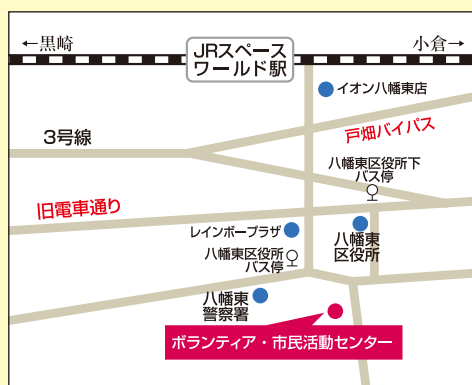 ←黒崎
小倉→
JRスペース
ワールド駅
イオン八幡東店
3号線
戸畑バイパス
八幡東区役所下
バス停
旧電車通り
レインボープラザ
八幡東
区役所
八幡東区役所
バス停
八幡東
警察署
ボランティア・市民活動センター